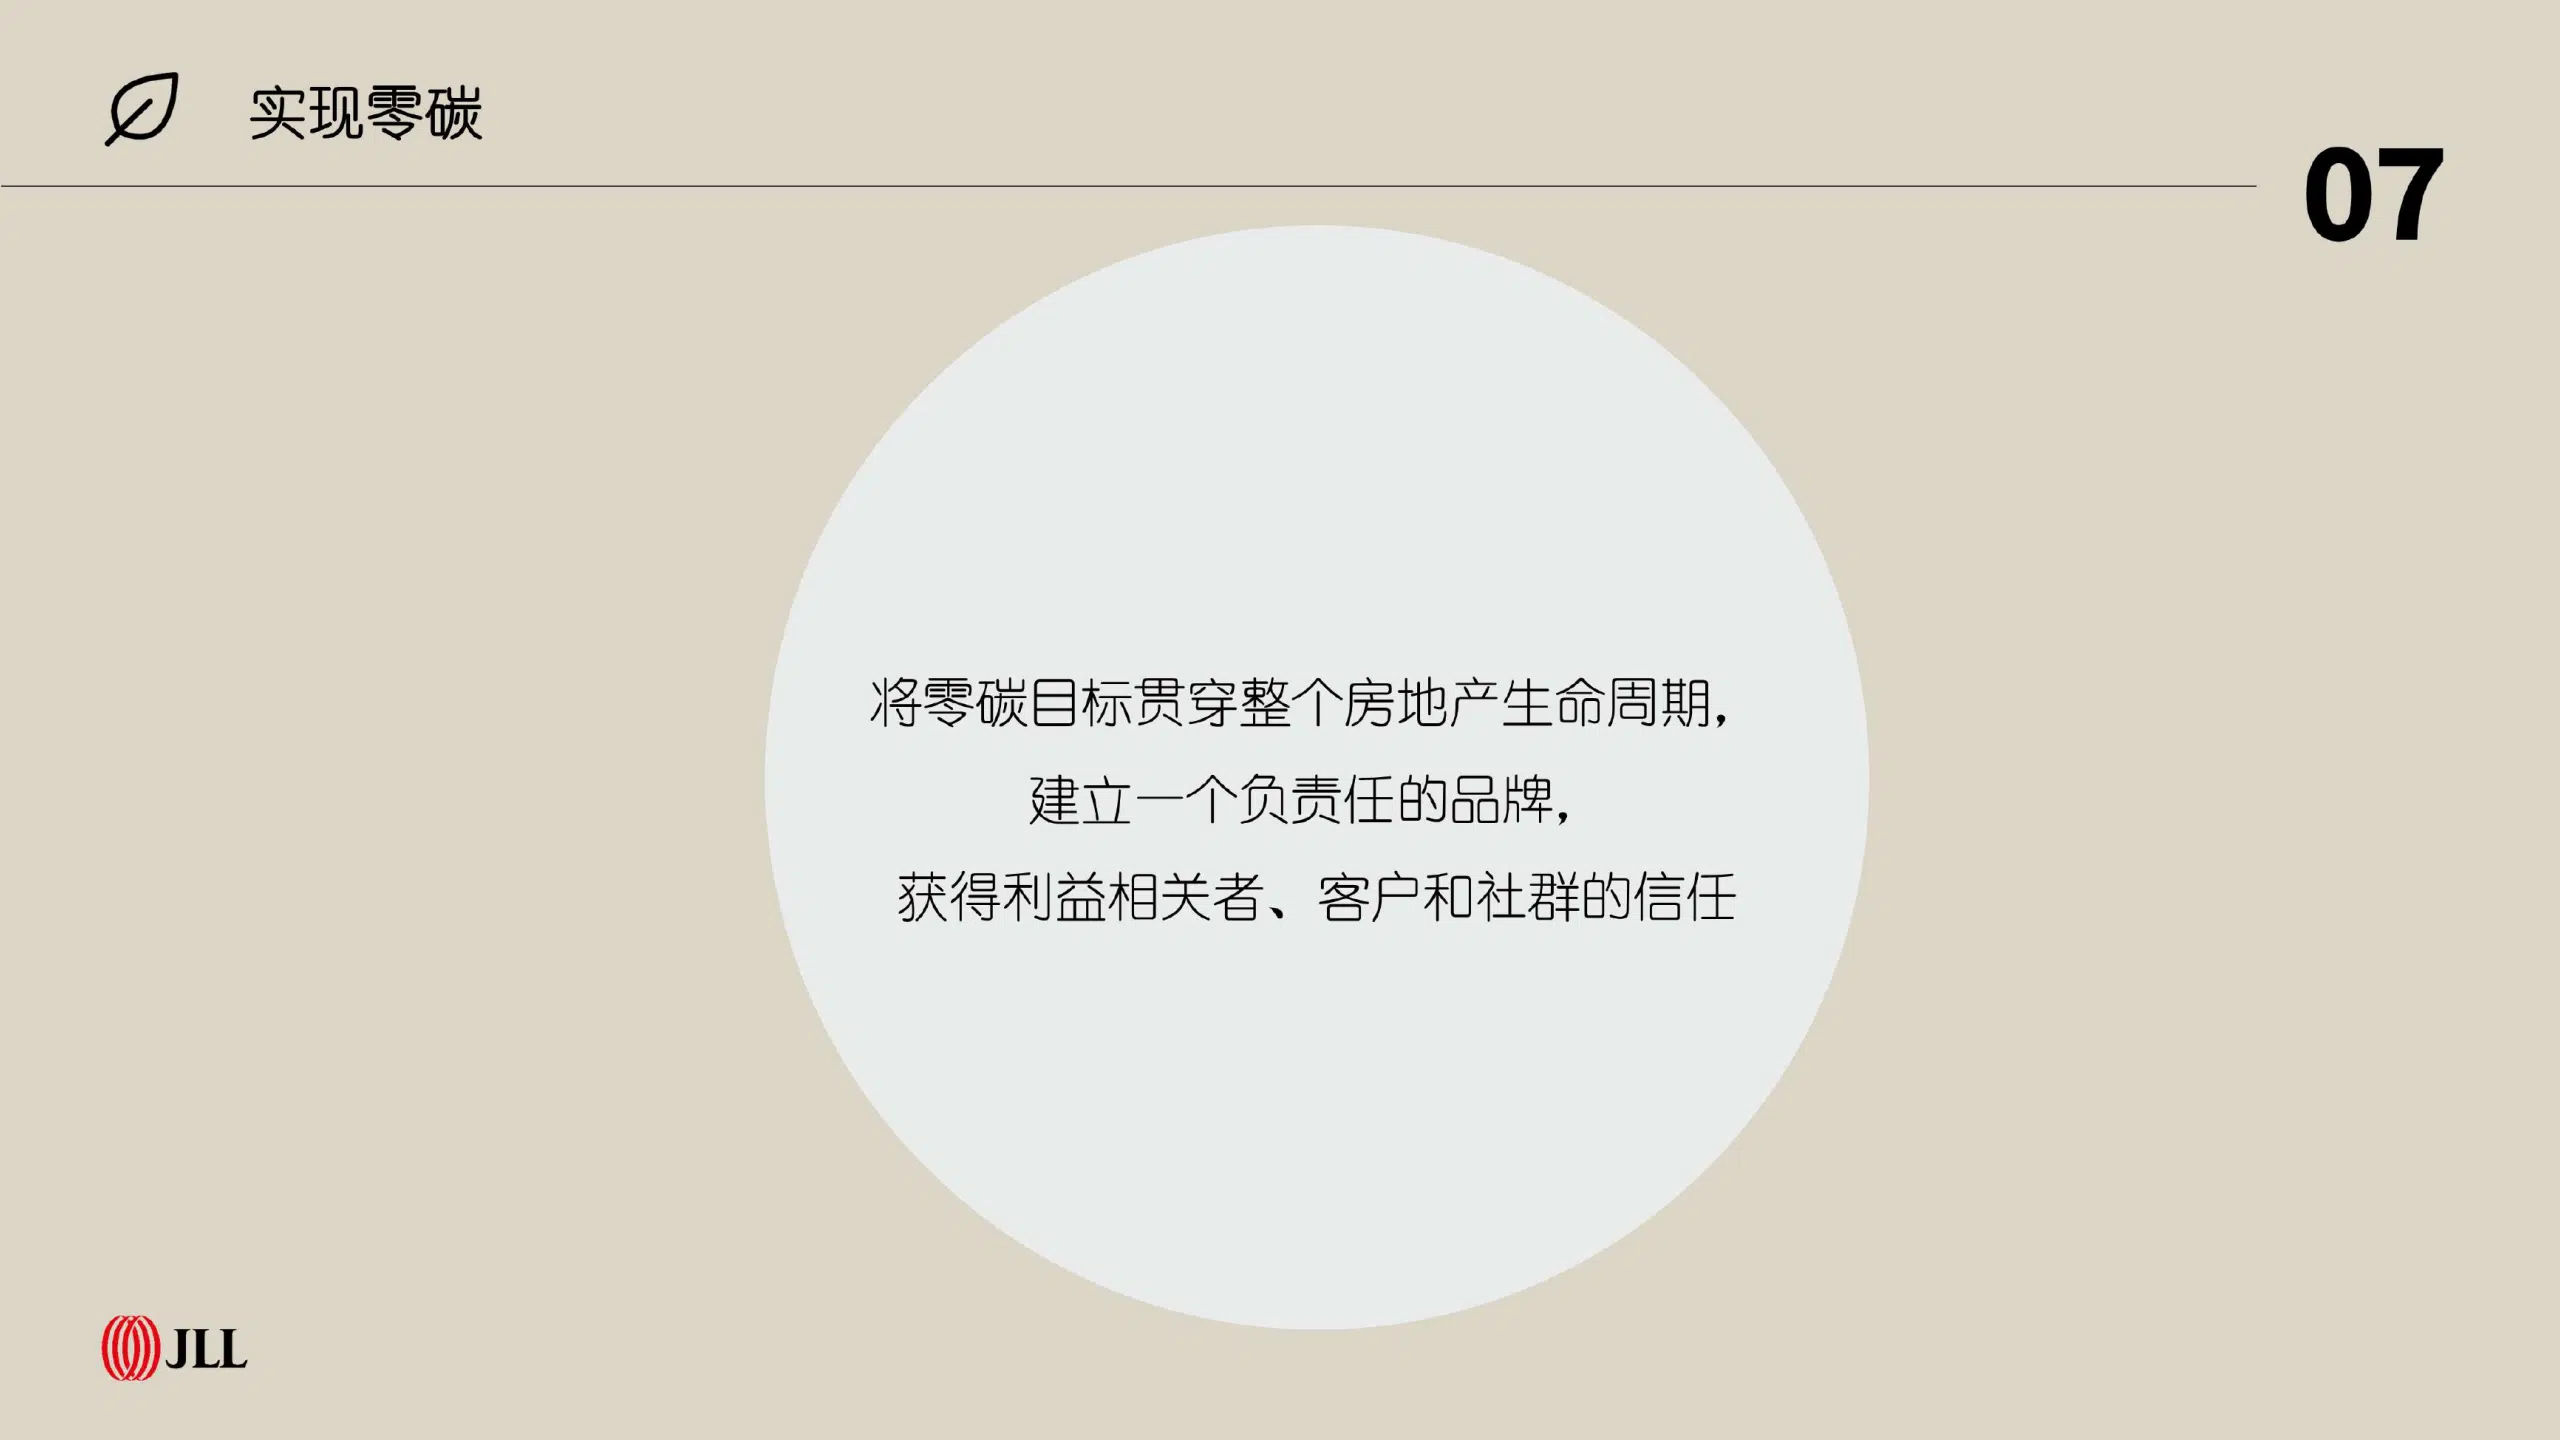 实现零碳
07
将零碳目标贯穿整个房地产生命周期，
建立一个负责任的品牌，
获得利益相关者、客户和社群的信任
JLL